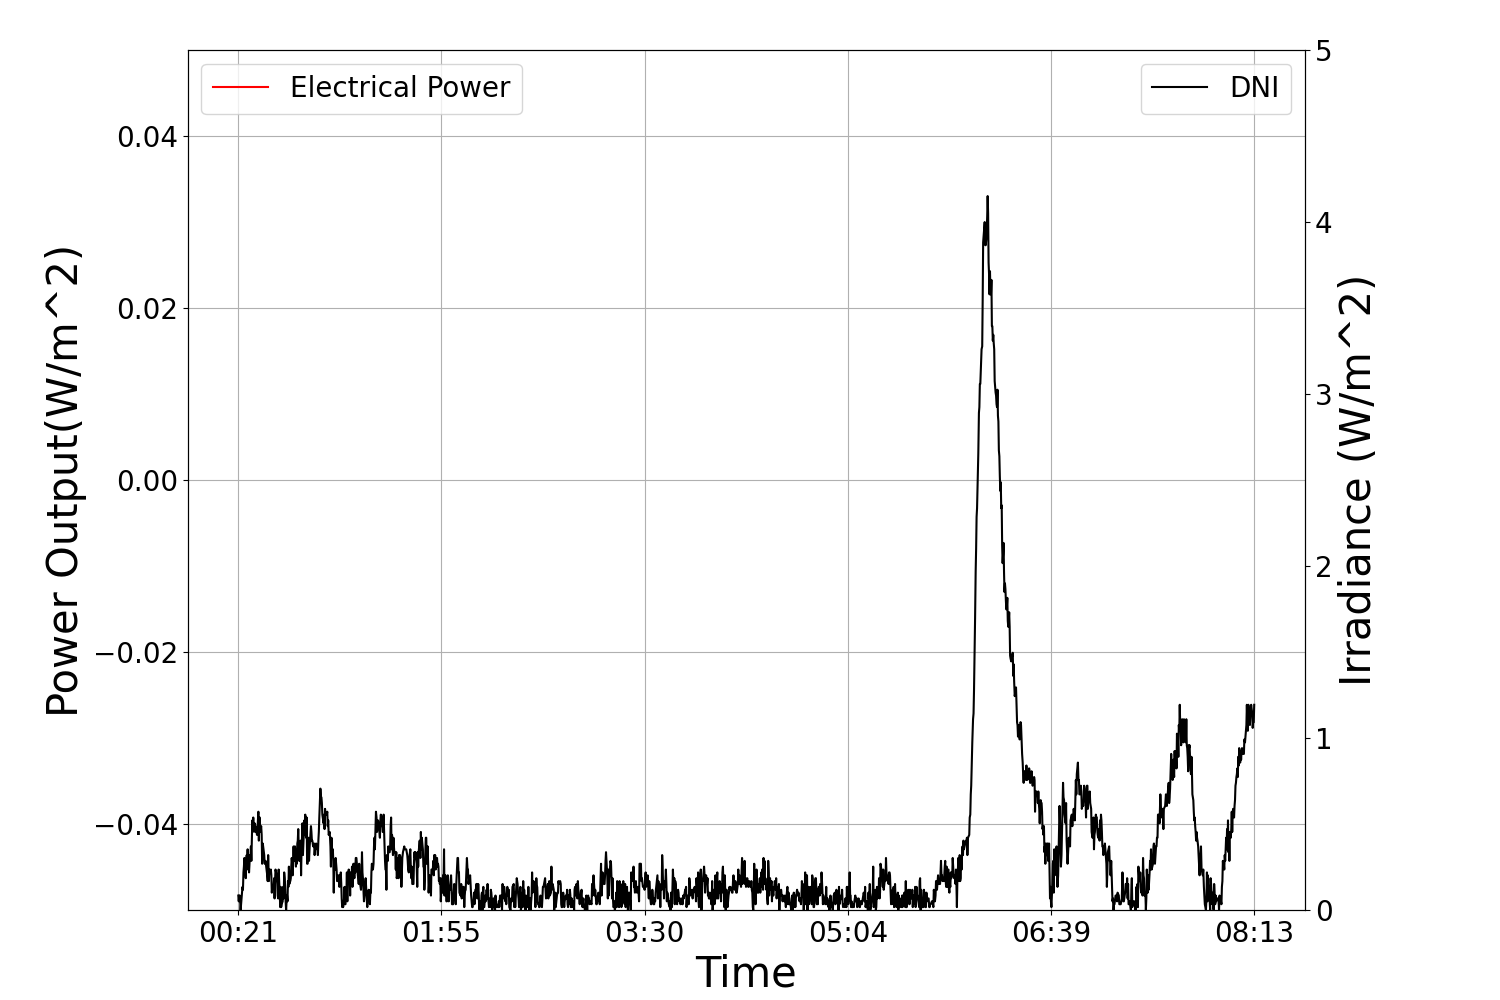 Electrical Power
DNI
Power Output(W/m^2)
0.04
0.02
0.00
−0.02
−0.04
5
4
3
2
1
0
Irradiance (W/m^2)
00:21 01:55 03:30 05:04 06:39 08:13
Time